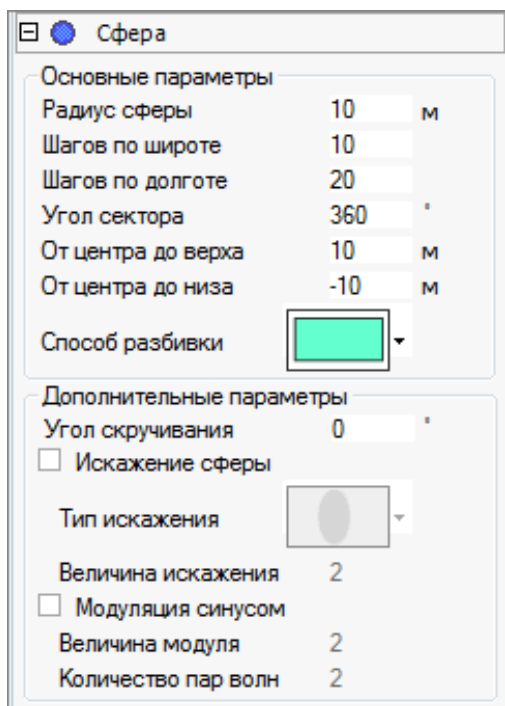 Сфера
Основные параметры
Радиус сферы 10 м
Шагов по широте 10
Шагов по долготе 20
Угол сектора 360 °
От центра до верха 10 м
От центра до низа -10 м
Способ разбивки
Дополнительные параметры
Угол скручивания 0 °
Искажение сферы
Тип искажения
Величина искажения 2
Модуляция синусом
Величина модуля 2
Количество пар волн 2